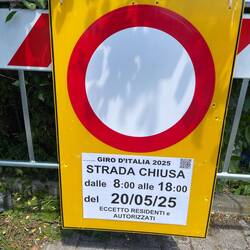 GIRO D'ITALIA 2025
STRADA CHIUSA
dalle 8:00 alle 18:00
del 20/05/25
ECCETTO RESIDENTI e
AUTORIZZATI